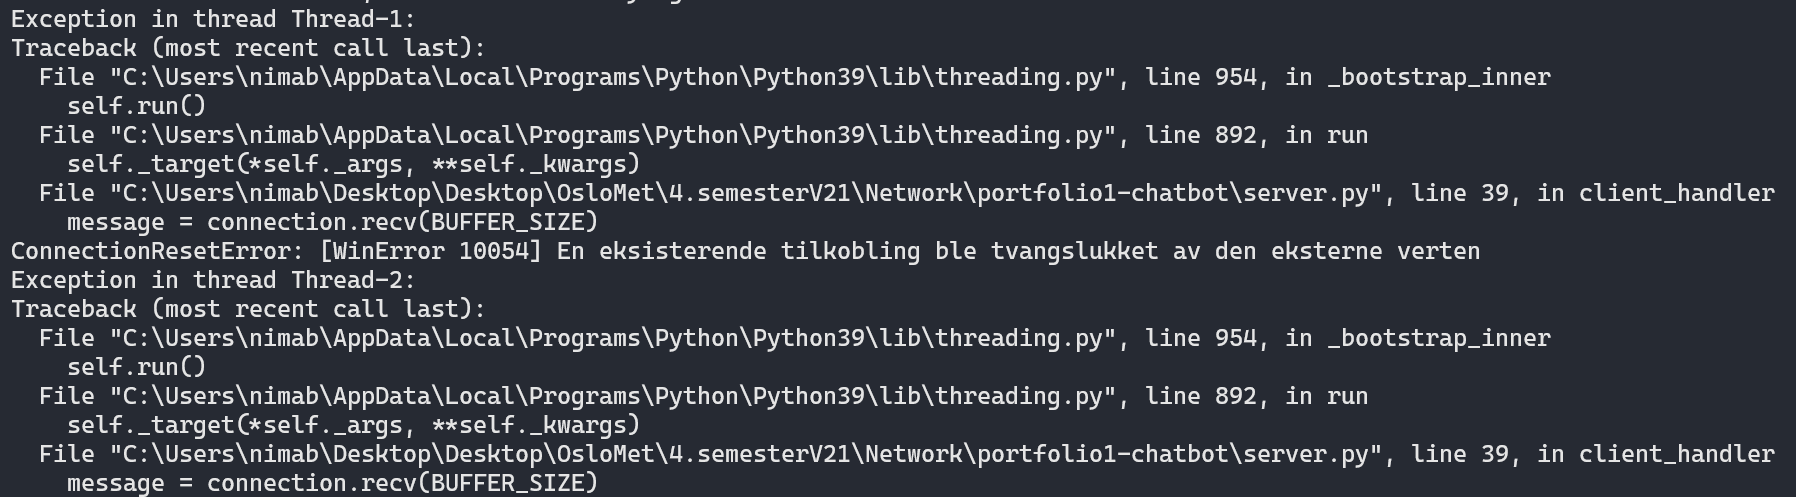 Exception in thread Thread-1:
Traceback (most recent call last):
  File "C:\Users\nimab\AppData\Local\Programs\Python\Python39\lib\threading.py", line 954, in _bootstrap_inner
    self.run()
  File "C:\Users\nimab\AppData\Local\Programs\Python\Python39\lib\threading.py", line 892, in run
    self._target(*self._args, **self._kwargs)
  File "C:\Users\nimab\Desktop\Desktop\OsloMet\4.semesterV21\Network\portfolio1-chatbot\server.py", line 39, in client_handler
    message = connection.recv(BUFFER_SIZE)
ConnectionResetError: [WinError 10054] En eksisterende tilkobling ble tvangslukket av den eksterne verten
Exception in thread Thread-2:
Traceback (most recent call last):
  File "C:\Users\nimab\AppData\Local\Programs\Python\Python39\lib\threading.py", line 954, in _bootstrap_inner
    self.run()
  File "C:\Users\nimab\AppData\Local\Programs\Python\Python39\lib\threading.py", line 892, in run
    self._target(*self._args, **self._kwargs)
  File "C:\Users\nimab\Desktop\Desktop\OsloMet\4.semesterV21\Network\portfolio1-chatbot\server.py", line 39, in client_handler
    message = connection.recv(BUFFER_SIZE)